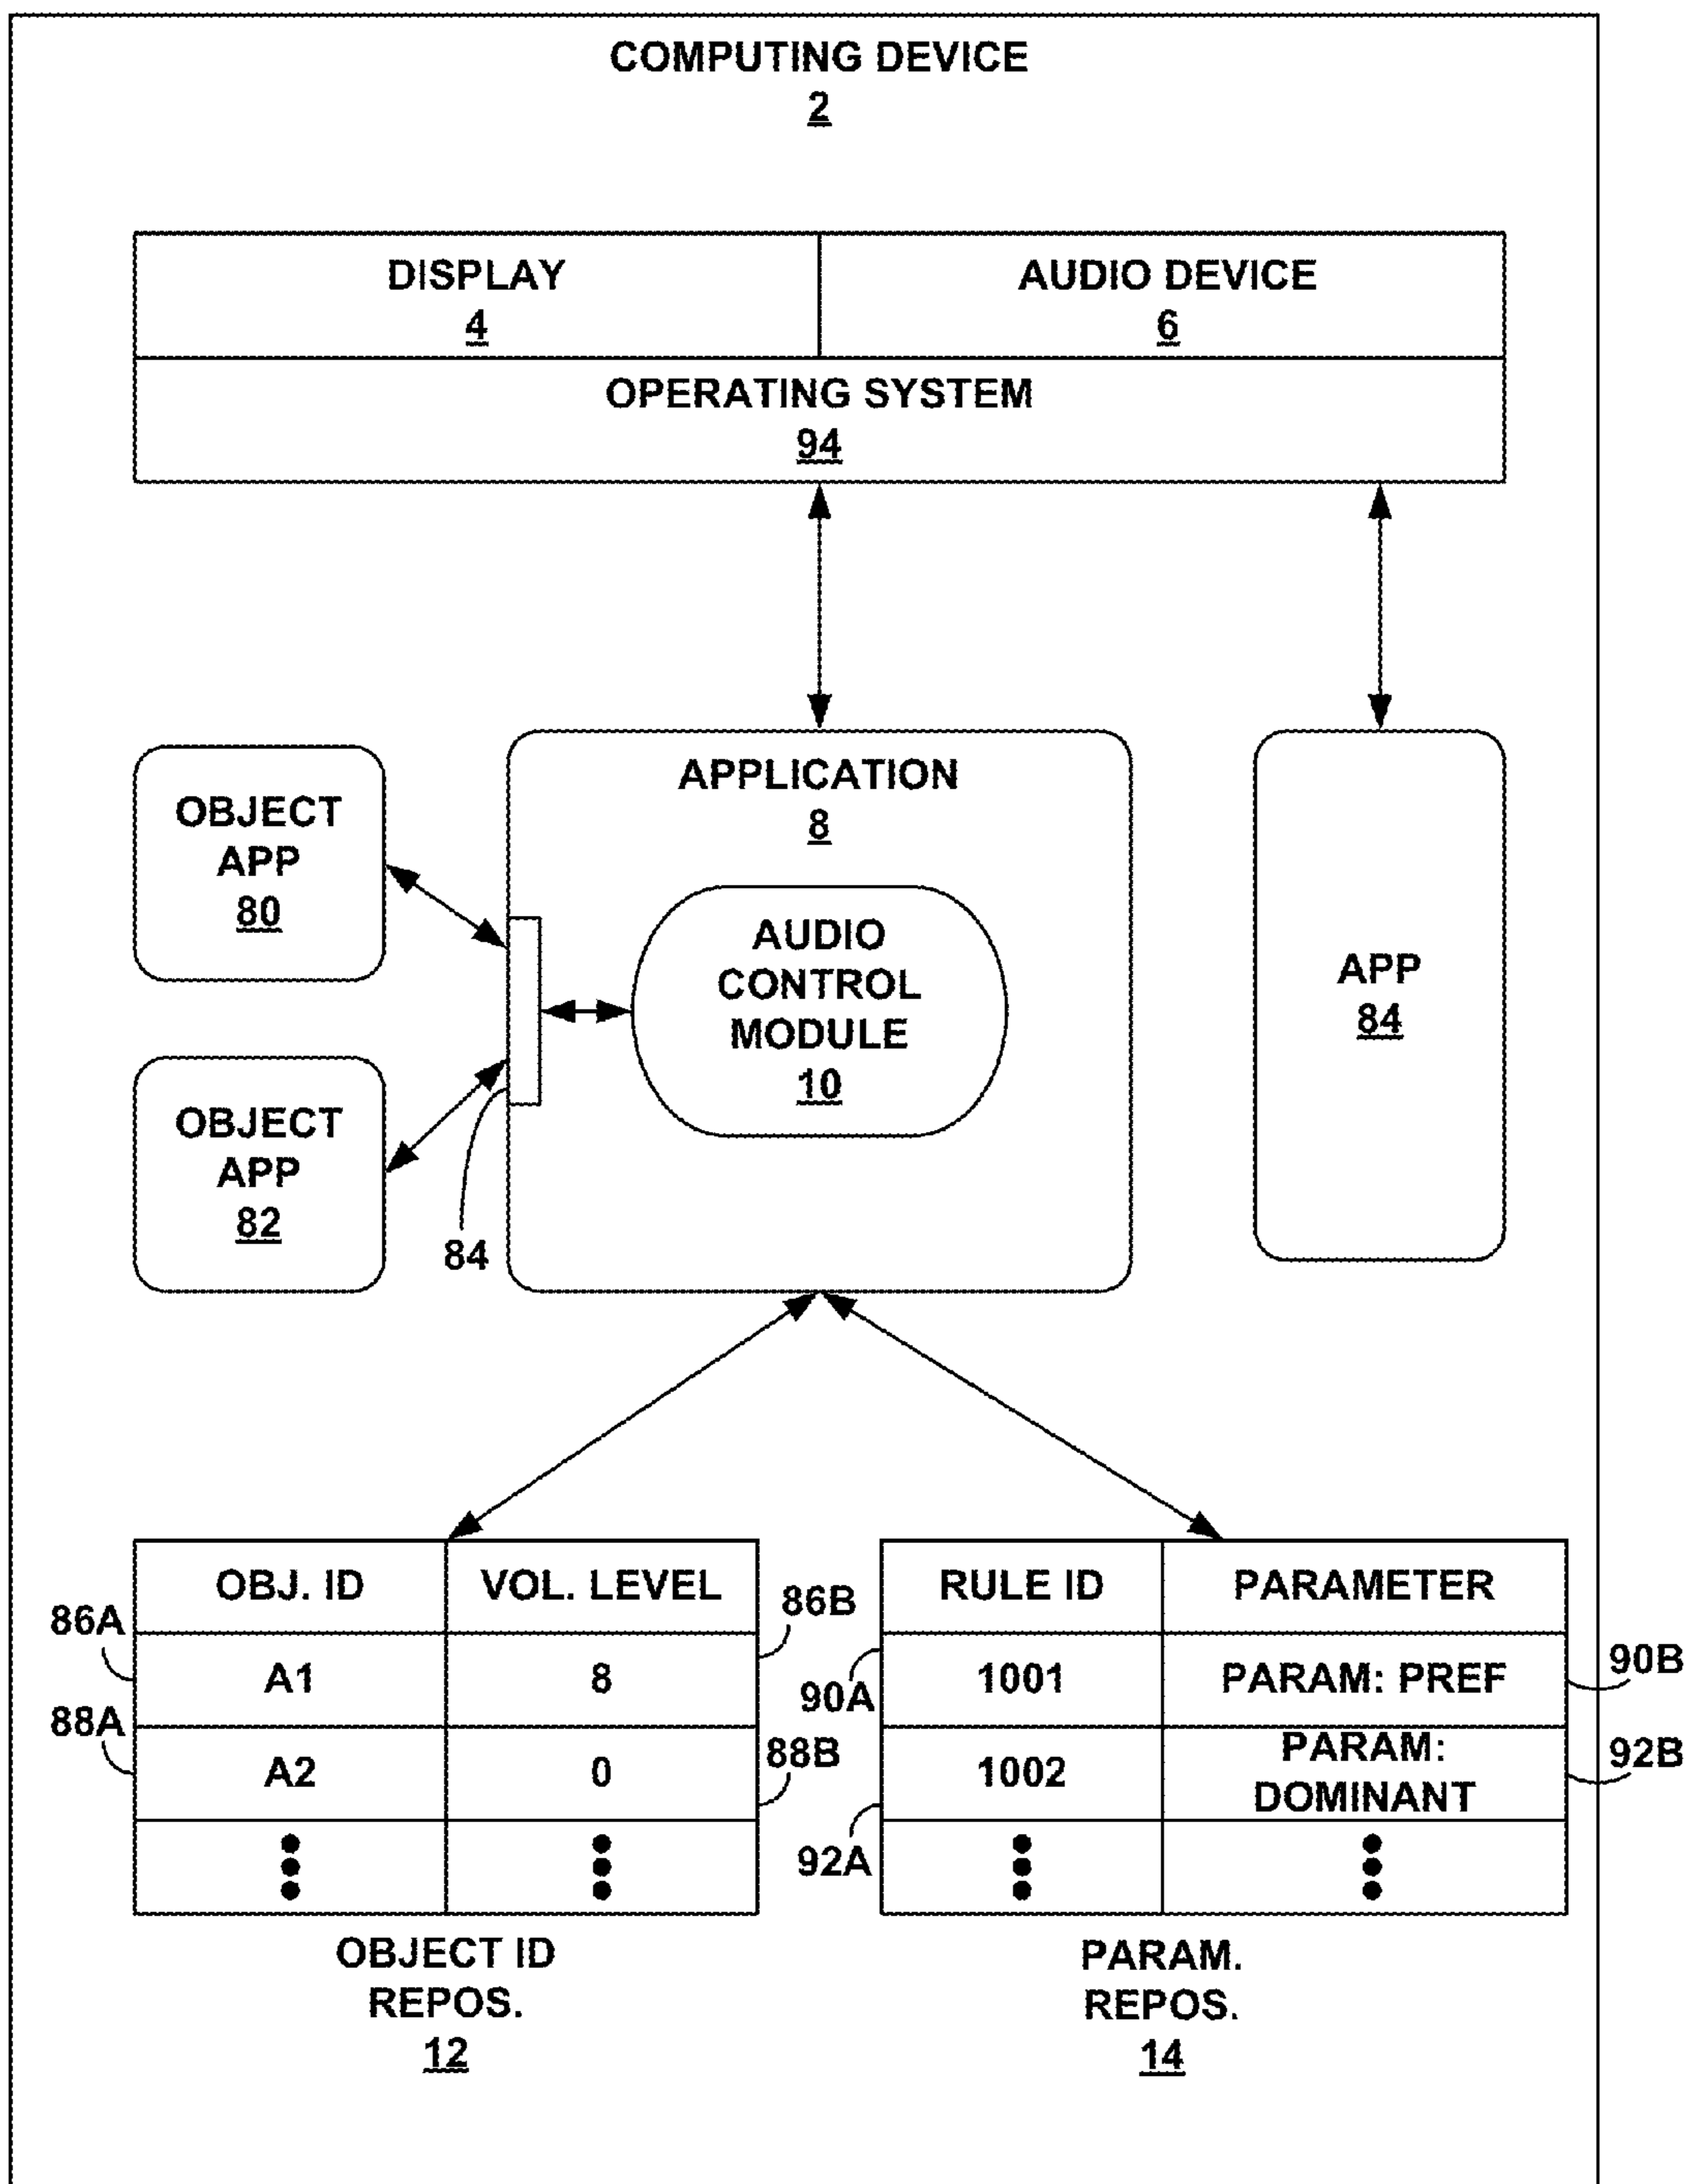 COMPUTING DEVICE
2
DISPLAY
4
AUDIO DEVICE
6
OPERATING SYSTEM
94
OBJECT
APP
80
OBJECT
APP
82
84
APPLICATION
8
AUDIO
CONTROL
MODULE
10
APP
84
OBJ. ID
VOL. LEVEL
86A
A1
8
86B
88A
A2
0
88B
OBJECT ID
REPOS.
12
RULE ID
PARAMETER
90A
1001
PARAM: PREF
90B
92A
1002
PARAM:
DOMINANT
92B
PARAM.
REPOS.
14